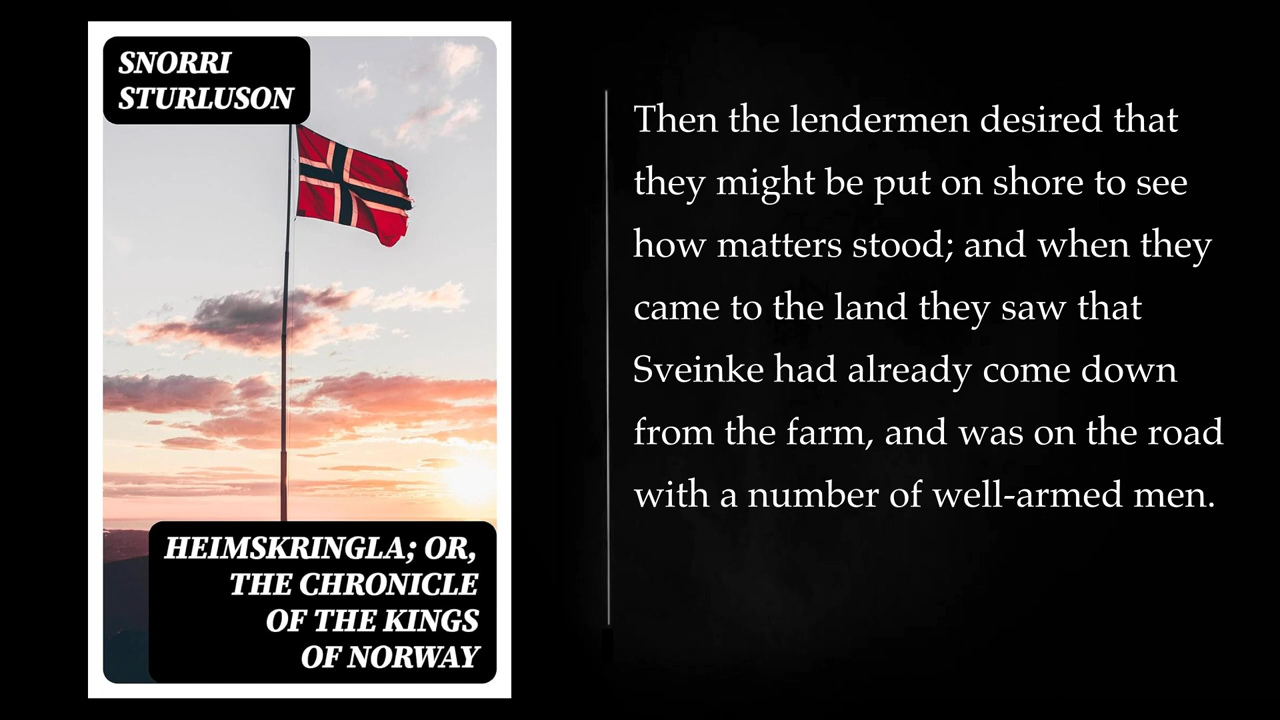 SNORRI
STURLUSON
HEIMSKRINGLA; OR,
THE CHRONICLE
OF THE KINGS
OF NORWAY
Then the lendermen desired that
they might be put on shore to see
how matters stood; and when they
came to the land they saw that
Sveinke had already come down
from the farm, and was on the road
with a number of well-armed men.